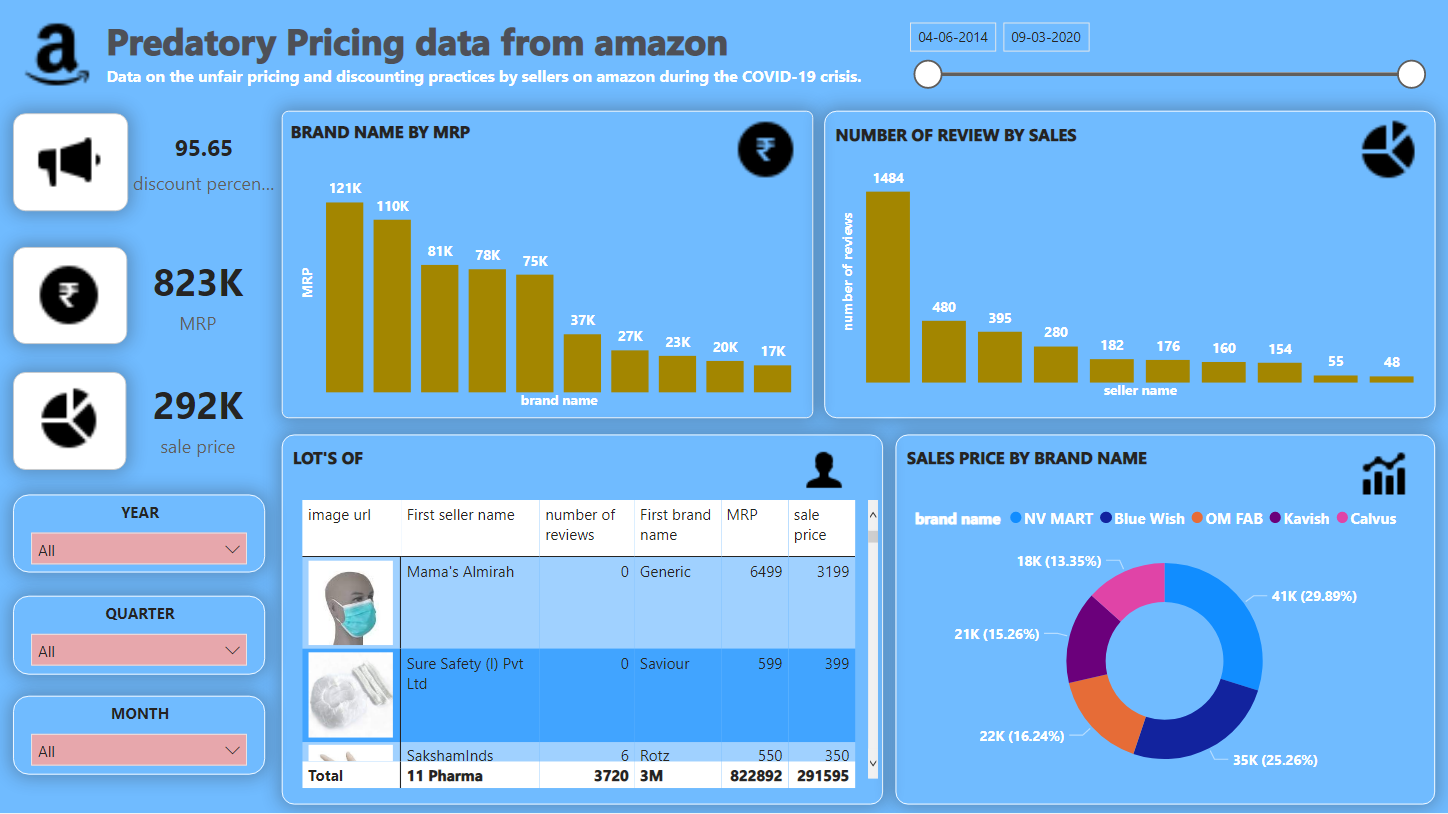 a
Predatory Pricing data from amazon
Data on the unfair pricing and discounting practices by sellers on amazon during the COVID-19 crisis.
04-06-2014
09-03-2020
95.65
discount percen...
₹
823K
MRP
292K
sale price
YEAR
All
QUARTER
All
MONTH
All
BRAND NAME BY MRP
₹
MRP
121K
110K
81K
78K
75K
37K
27K
23K
20K
17K
brand name
NUMBER OF REVIEW BY SALES
number of reviews
1484
480
395
280
182
176
160
154
55
48
seller name
LOT'S OF
image url First seller name number of reviews First brand name MRP sale price
Mama's Almirah 0 Generic 6499 3199
Sure Safety (I) Pvt Ltd 0 Saviour 599 399
SakshamInds 6 Rotz 550 350
Total 11 Pharma 3720 3M 822892 291595
SALES PRICE BY BRAND NAME
brand name NV MART Blue Wish OM FAB Kavish Calvus
18K (13.35%)
41K (29.89%)
21K (15.26%)
22K (16.24%)
35K (25.26%)